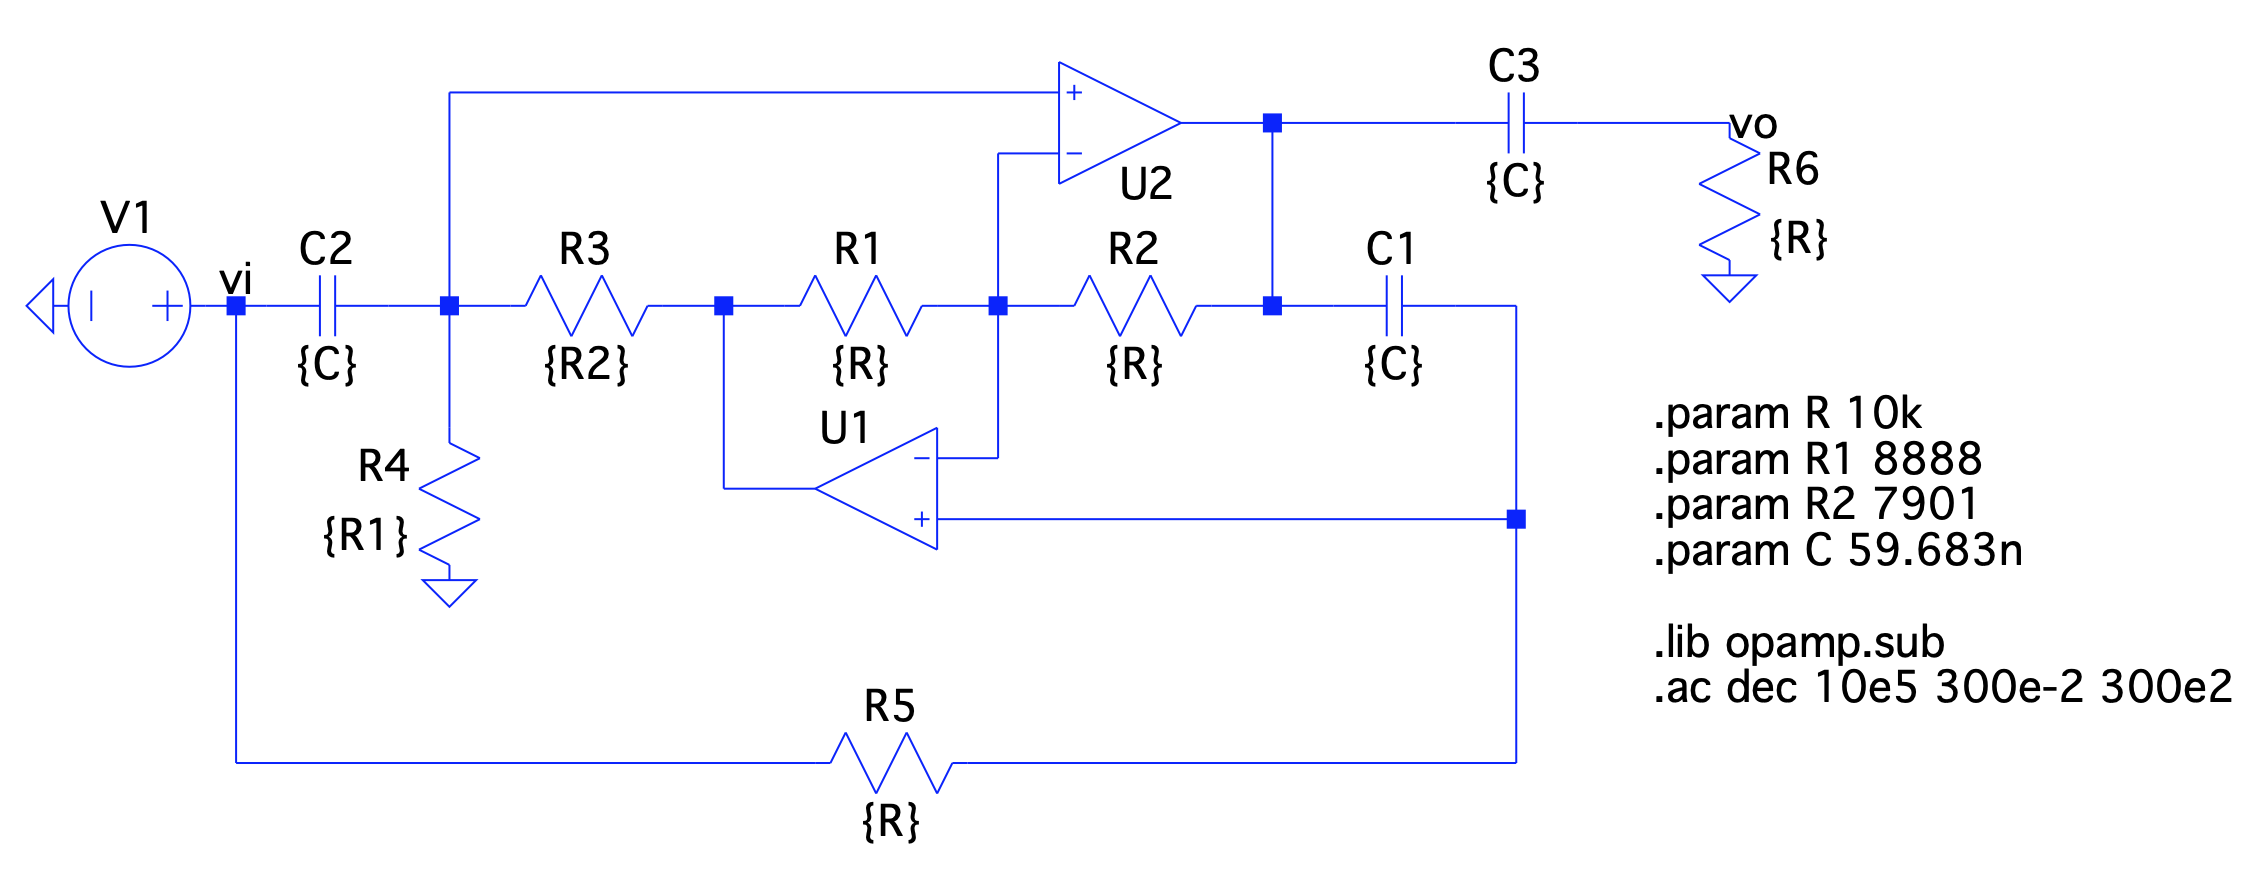 C3
vo
+
−
R6
U2
{C}
V1
vi
C2
R3
R1
R2
C1
{R}
− +
{C}
{R2}
{R}
{R}
{C}
U1
−
+
R4
{R1}
.param R 10k
.param R1 8888
.param R2 7901
.param C 59.683n
.lib opamp.sub
.ac dec 10e5 300e-2 300e2
R5
{R}